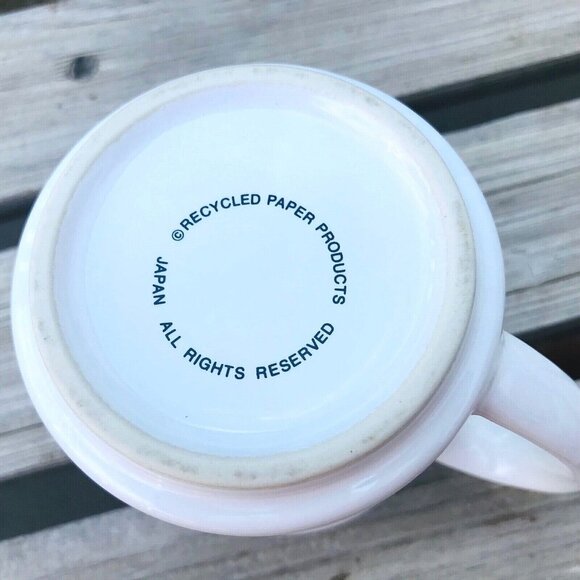 ©RECYCLED PAPER PRODUCTS
ALL RIGHTS RESERVED
JAPAN